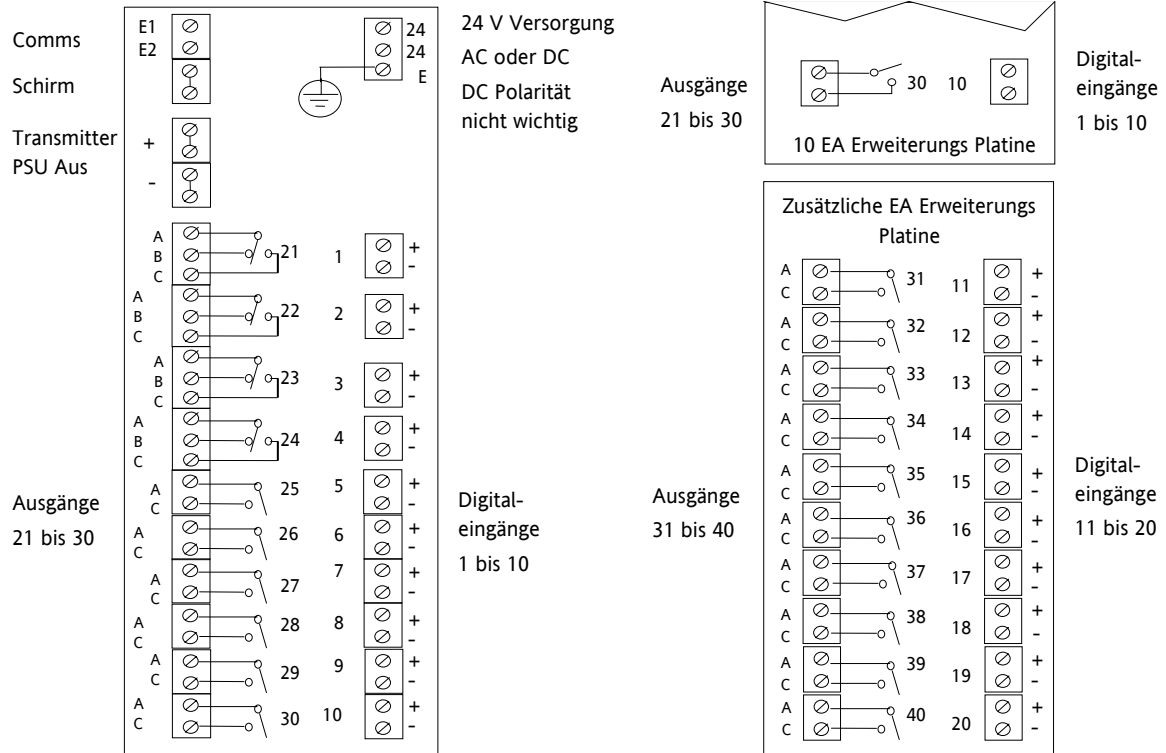 Comms
E1
E2
Schirm
Transmitter
PSU Aus
+
-
24
24
E
24 V Versorgung
AC oder DC
DC Polarität
nicht wichtig
A
B
C
21
1
+
-
A
B
C
22
2
+
-
A
B
C
23
3
+
-
A
B
C
24
4
+
-
A
C
25
5
+
-
A
C
26
6
+
-
A
C
27
7
+
-
A
C
28
8
+
-
A
C
29
9
+
-
A
C
30
10
+
-
Ausgänge
21 bis 30
Digital-
eingänge
1 bis 10
Ausgänge
21 bis 30
30
10
10 EA Erweiterungs Platine
Digital-
eingänge
1 bis 10
Zusätzliche EA Erweiterungs
Platine
A
C
31
11
+
-
A
C
32
12
+
-
A
C
33
13
+
-
A
C
34
14
+
-
A
C
35
15
+
-
A
C
36
16
+
-
A
C
37
17
+
-
A
C
38
18
+
-
A
C
39
19
+
-
A
C
40
20
+
-
Ausgänge
31 bis 40
Digital-
eingänge
11 bis 20